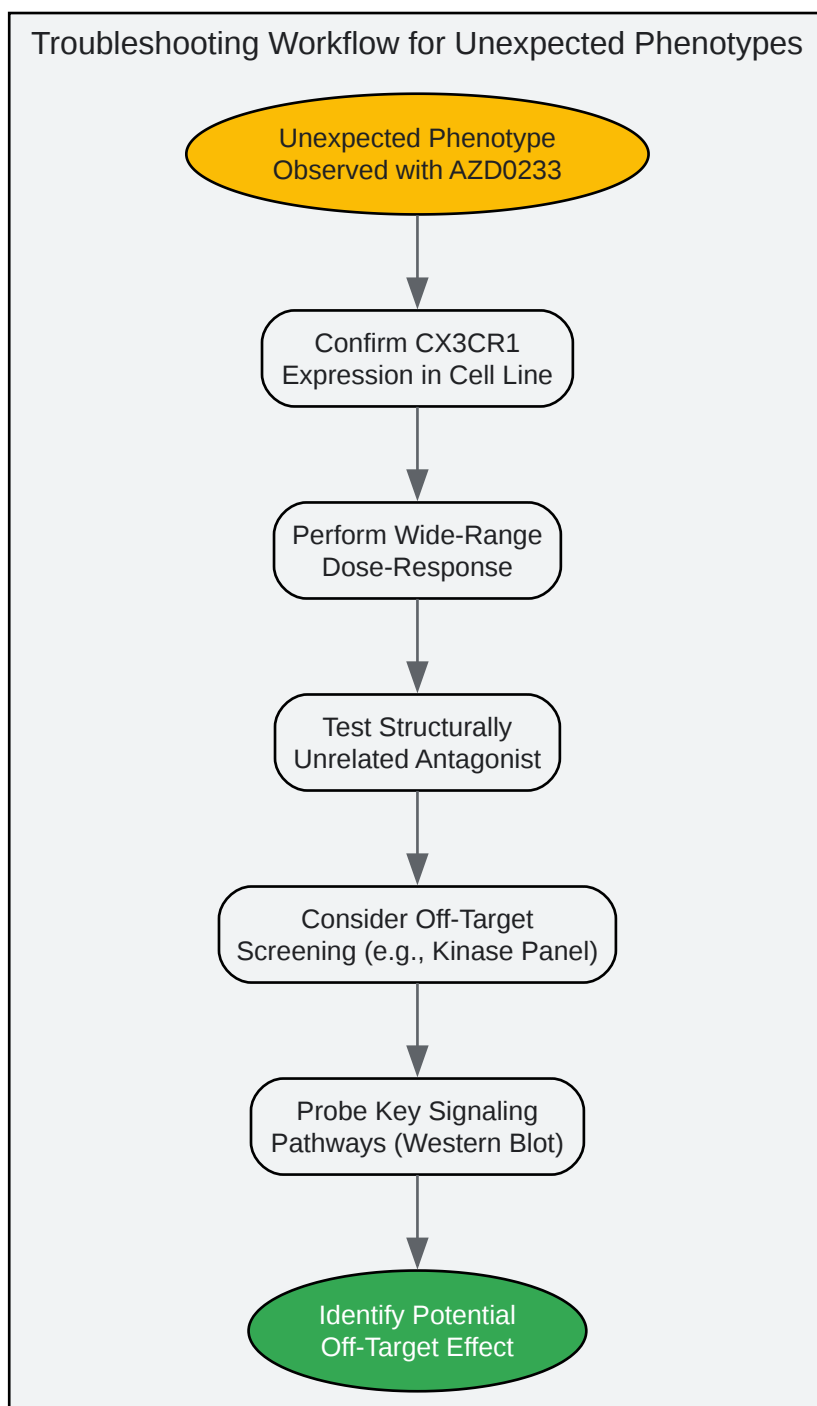 Troubleshooting Workflow for Unexpected Phenotypes
Unexpected Phenotype
Observed with AZD0233
Confirm CX3CR1
Expression in Cell Line
Perform Wide-Range
Dose-Response
Test Structurally
Unrelated Antagonist
Consider Off-Target
Screening (e.g., Kinase Panel)
Probe Key Signaling
Pathways (Western Blot)
Identify Potential
Off-Target Effect